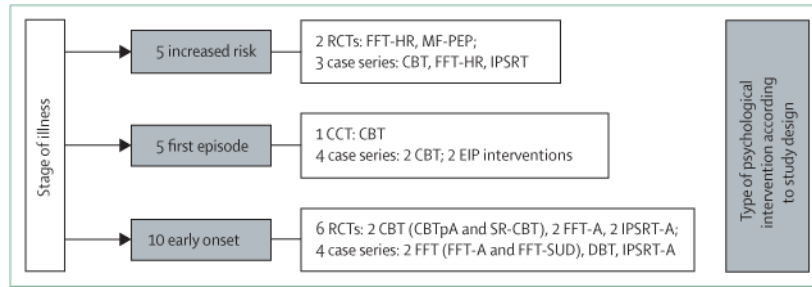 Stage of illness
5 increased risk
2 RCTs: FFT-HR, MF-PEP;
3 case series: CBT, FFT-HR, IPSRT
5 first episode
1 CCT: CBT
4 case series: 2 CBT; 2 EIP interventions
10 early onset
6 RCTs: 2 CBT (CBTpA and SR-CBT), 2 FFT-A, 2 IPSRT-A;
4 case series: 2 FFT (FFT-A and FFT-SUD), DBT, IPSRT-A
Type of psychological
intervention according
to study design